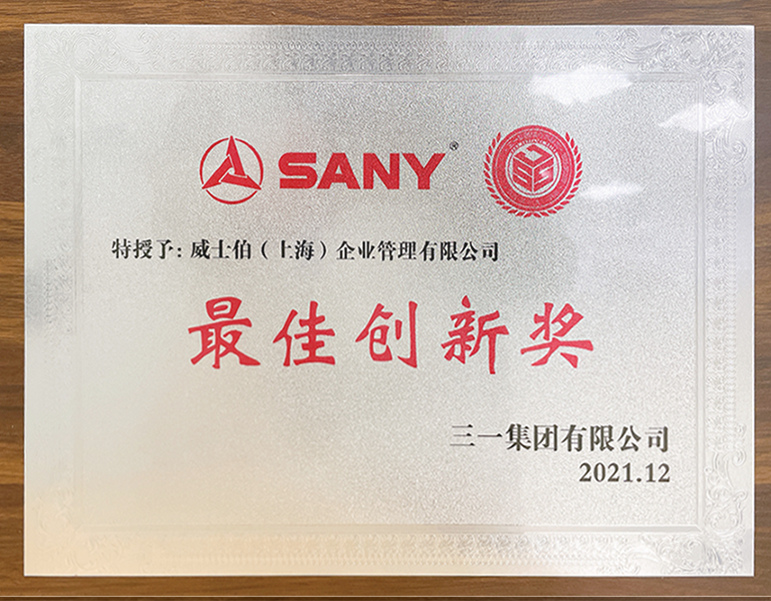 SANY®
特授予：威士伯（上海）企业管理有限公司
最佳创新奖
三一集团有限公司
2021.12